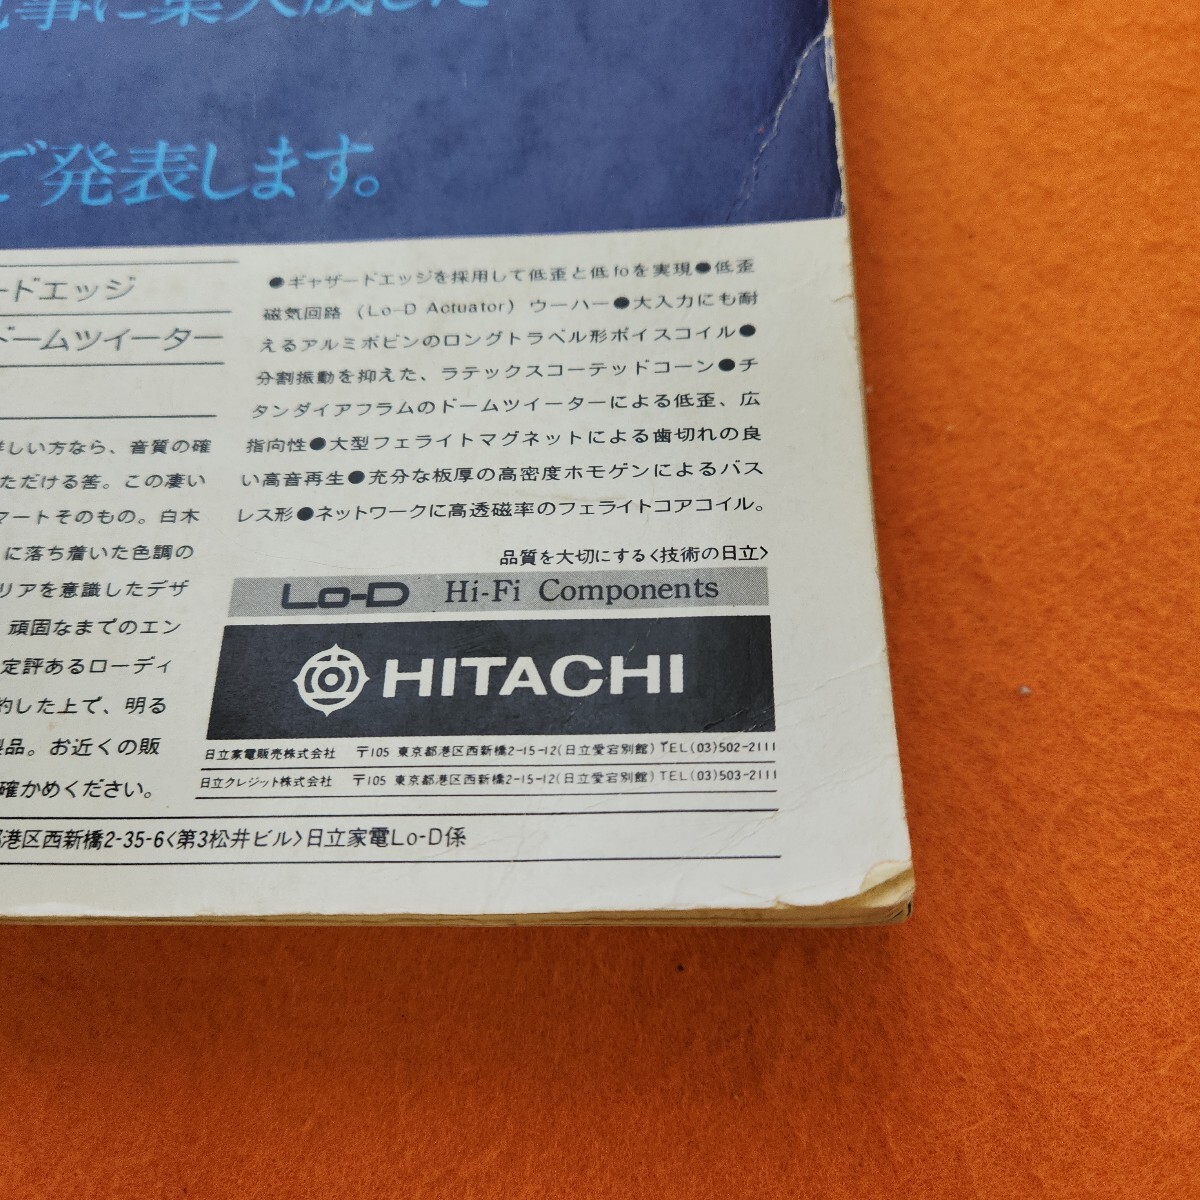 事に集大成した
で発表します。
ードエッジ
ドームツイーター
詳しい方なら、音質の確
ただける筈。この凄い
マートそのもの。白木
に落ち着いた色調の
リアを意識したデザ
頑固なまでのエン
定評あるローディ
約した上で、明る
製品。お近くの販
確かめください。
●ギャザードエッジを採用して低歪と低foを実現●低歪
磁気回路（Lo-D Actuator）ウーハー●大入力にも耐
えるアルミボビンのロングトラベル形ボイスコイル●
分割振動を抑えた、ラテックスコーテッドコーン●チ
タンダイアフラムのドームツイーターによる低歪、広
指向性●大型フェライトマグネットによる歯切れの良
い高音再生●充分な板厚の高密度ホモゲンによるバス
レス形●ネットワークに高透磁率のフェライトコアコイル。
品質を大切にする〈技術の日立〉
Lo-D Hi-Fi Components
HITACHI
日立家電販売株式会社 〒105 東京都港区西新橋2-15-12(日立愛宕別館) TEL(03)502-2111
日立クレジット株式会社 〒105 東京都港区西新橋2-15-12(日立愛宕別館) TEL(03)503-2111
港区西新橋2-35-6〈第3松井ビル〉日立家電Lo-D係